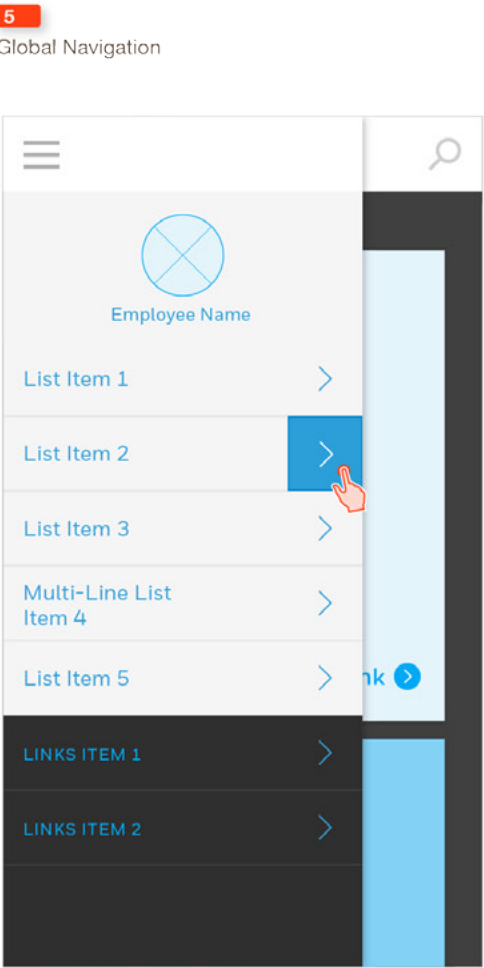 5
Global Navigation
Employee Name
List Item 1
List Item 2
List Item 3
Multi-Line List
Item 4
List Item 5
nk
LINKS ITEM 1
LINKS ITEM 2